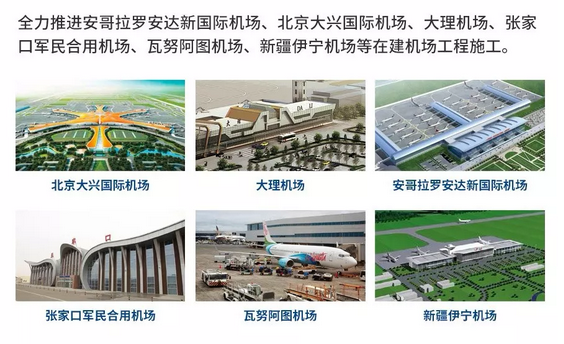 全力推进安哥拉罗安达新国际机场、北京大兴国际机场、大理机场、张家
口军民合用机场、瓦努阿图机场、新疆伊宁机场等在建机场工程施工。
北京大兴国际机场
大理机场
安哥拉罗安达新国际机场
张家口军民合用机场
瓦努阿图机场
新疆伊宁机场